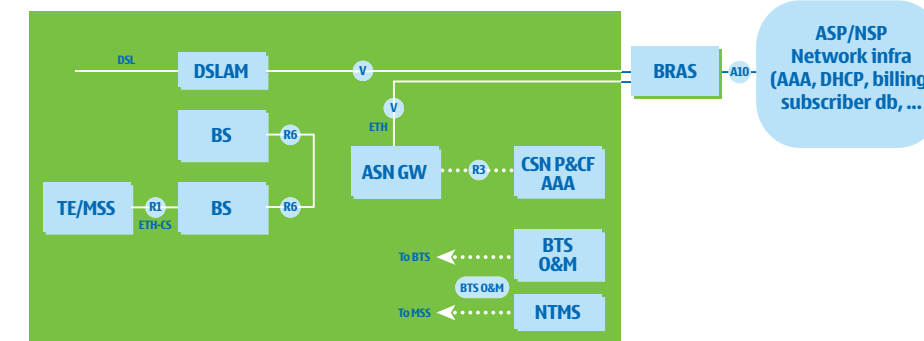 DSL
DSLAM
V
BRAS
A10
ASP/NSP
Network infra
(AAA, DHCP, billing
subscriber db, ...
V
ETH
BS
R6
ASN GW
R3
CSN P&CF
AAA
TE/MSS
R1
ETH-CS
BS
R6
To BTS
BTS
O&M
BTS O&M
To MSS
NTMS